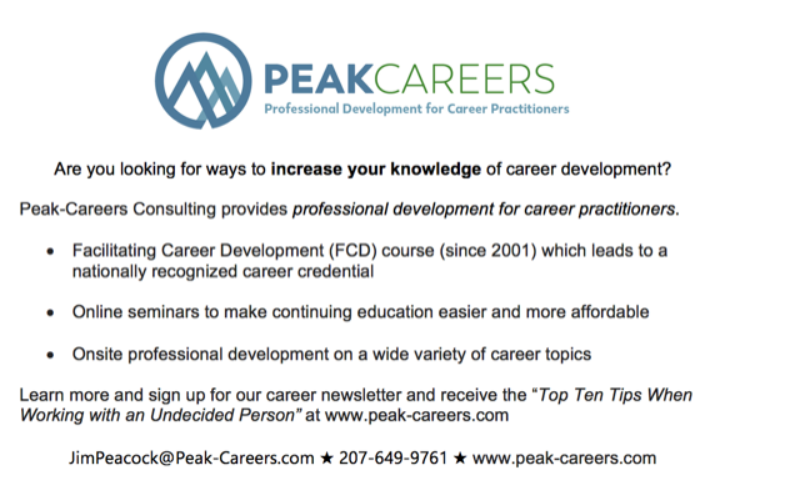 PEAKCAREERS
Professional Development for Career Practitioners
Are you looking for ways to increase your knowledge of career development?
Peak-Careers Consulting provides professional development for career practitioners.
• Facilitating Career Development (FCD) course (since 2001) which leads to a
nationally recognized career credential
• Online seminars to make continuing education easier and more affordable
• Onsite professional development on a wide variety of career topics
Learn more and sign up for our career newsletter and receive the “Top Ten Tips When
Working with an Undecided Person” at www.peak-careers.com
JimPeacock@Peak-Careers.com ★ 207-649-9761 ★ www.peak-careers.com